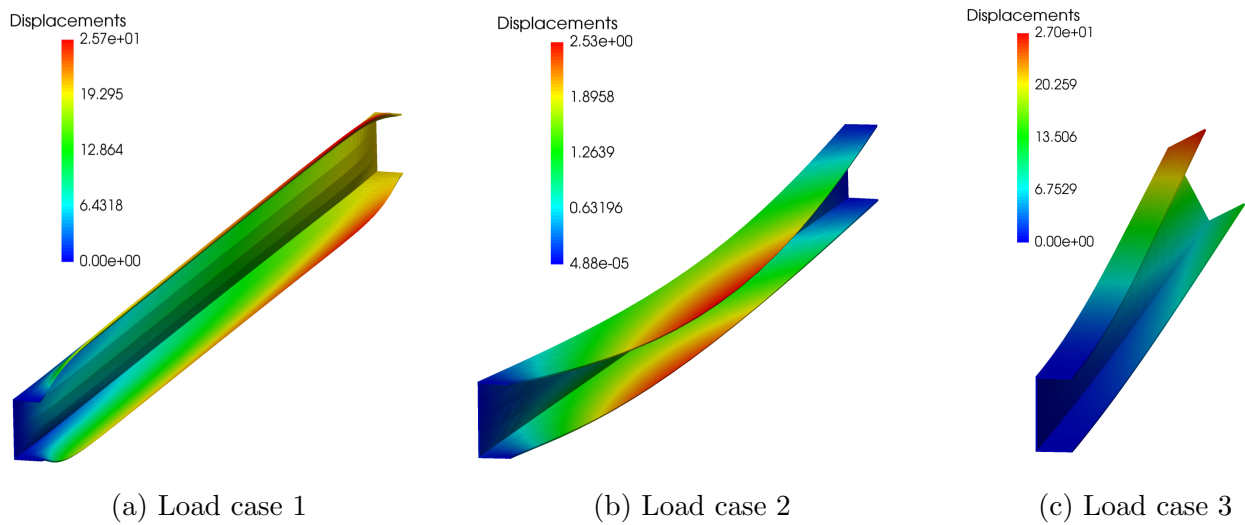 Displacements
2.57e+01
19.295
12.864
6.4318
0.00e+00
(a) Load case 1
Displacements
2.53e+00
1.8958
1.2639
0.63196
4.88e-05
(b) Load case 2
Displacements
2.70e+01
20.259
13.506
6.7529
0.00e+00
(c) Load case 3